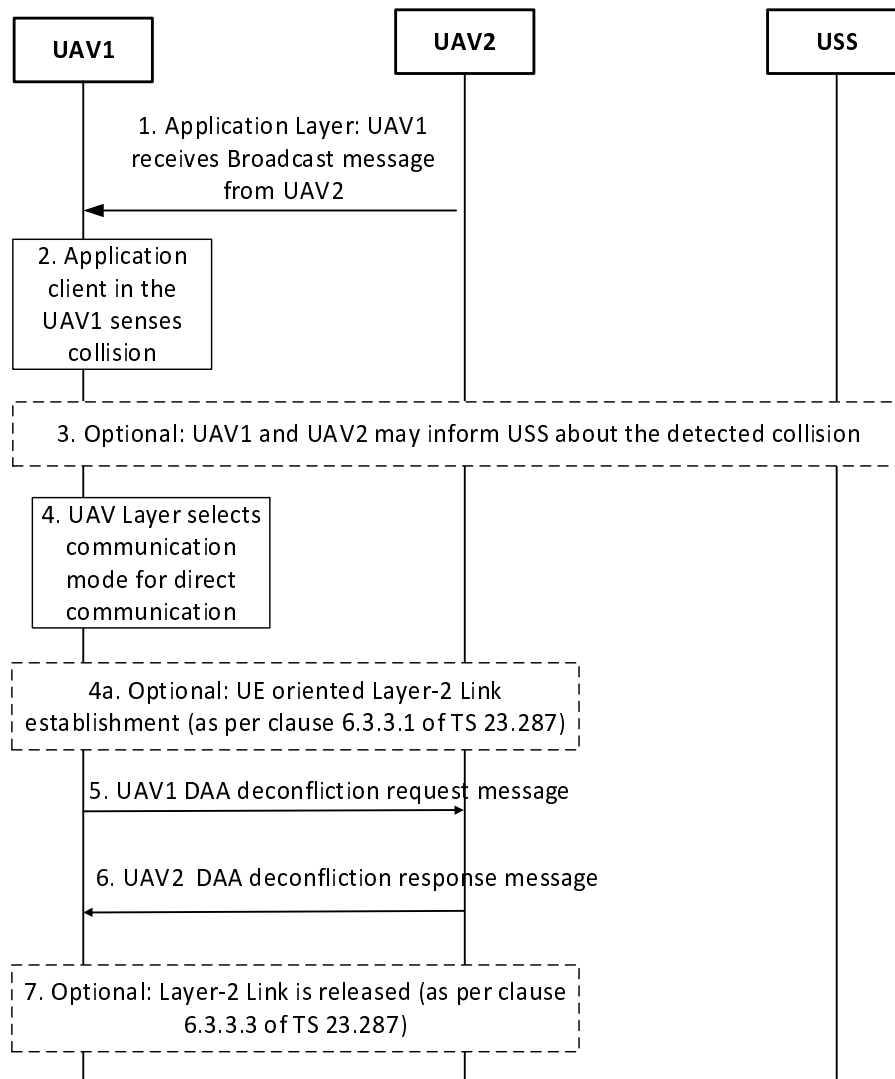 UAV1
UAV2
USS
1. Application Layer: UAV1
receives Broadcast message
from UAV2
2. Application
client in the
UAV1 senses
collision
3. Optional: UAV1 and UAV2 may inform USS about the detected collision
4. UAV Layer selects
communication
mode for direct
communication
4a. Optional: UE oriented Layer-2 Link
establishment (as per clause 6.3.3.1 of TS 23.287)
5. UAV1 DAA deconfliction request message
6. UAV2 DAA deconfliction response message
7. Optional: Layer-2 Link is released (as per clause
6.3.3.3 of TS 23.287)